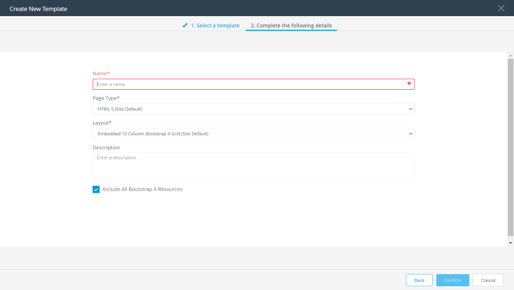 Create New Template
1. Select a template
2. Complete the following details
Name*
Enter a name
Page Type*
HTML 5 (Site Default)
Layout*
Embedded 12 Column Bootstrap 4 Grid (Site Default)
Description
Enter a description
Include All Bootstrap 4 Resources
Back
Confirm
Cancel